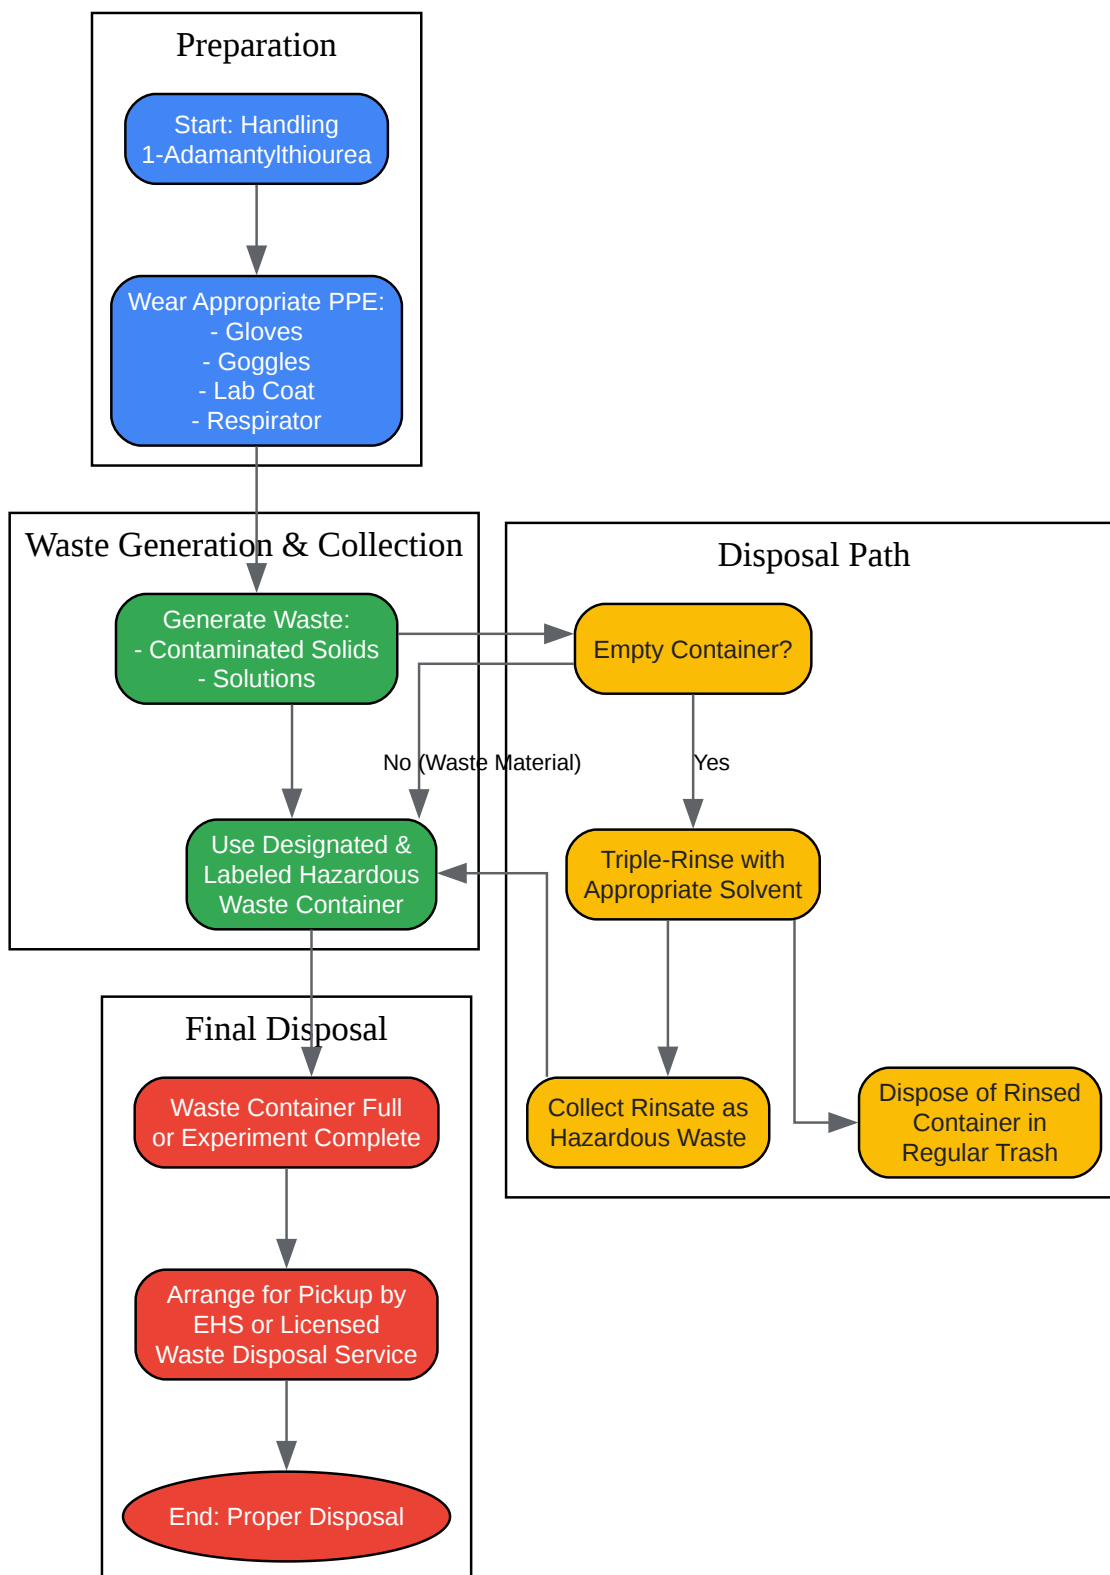 Preparation
Start: Handling
1-Adamantylthiourea
Wear Appropriate PPE:
- Gloves
- Goggles
- Lab Coat
- Respirator
Waste Generation & Collection
Generate Waste:
- Contaminated Solids
- Solutions
Use Designated &
Labeled Hazardous
Waste Container
Disposal Path
Empty Container?
No (Waste Material)
Yes
Triple-Rinse with
Appropriate Solvent
Collect Rinsate as
Hazardous Waste
Dispose of Rinsed
Container in
Regular Trash
Final Disposal
Waste Container Full
or Experiment Complete
Arrange for Pickup by
EHS or Licensed
Waste Disposal Service
End: Proper Disposal